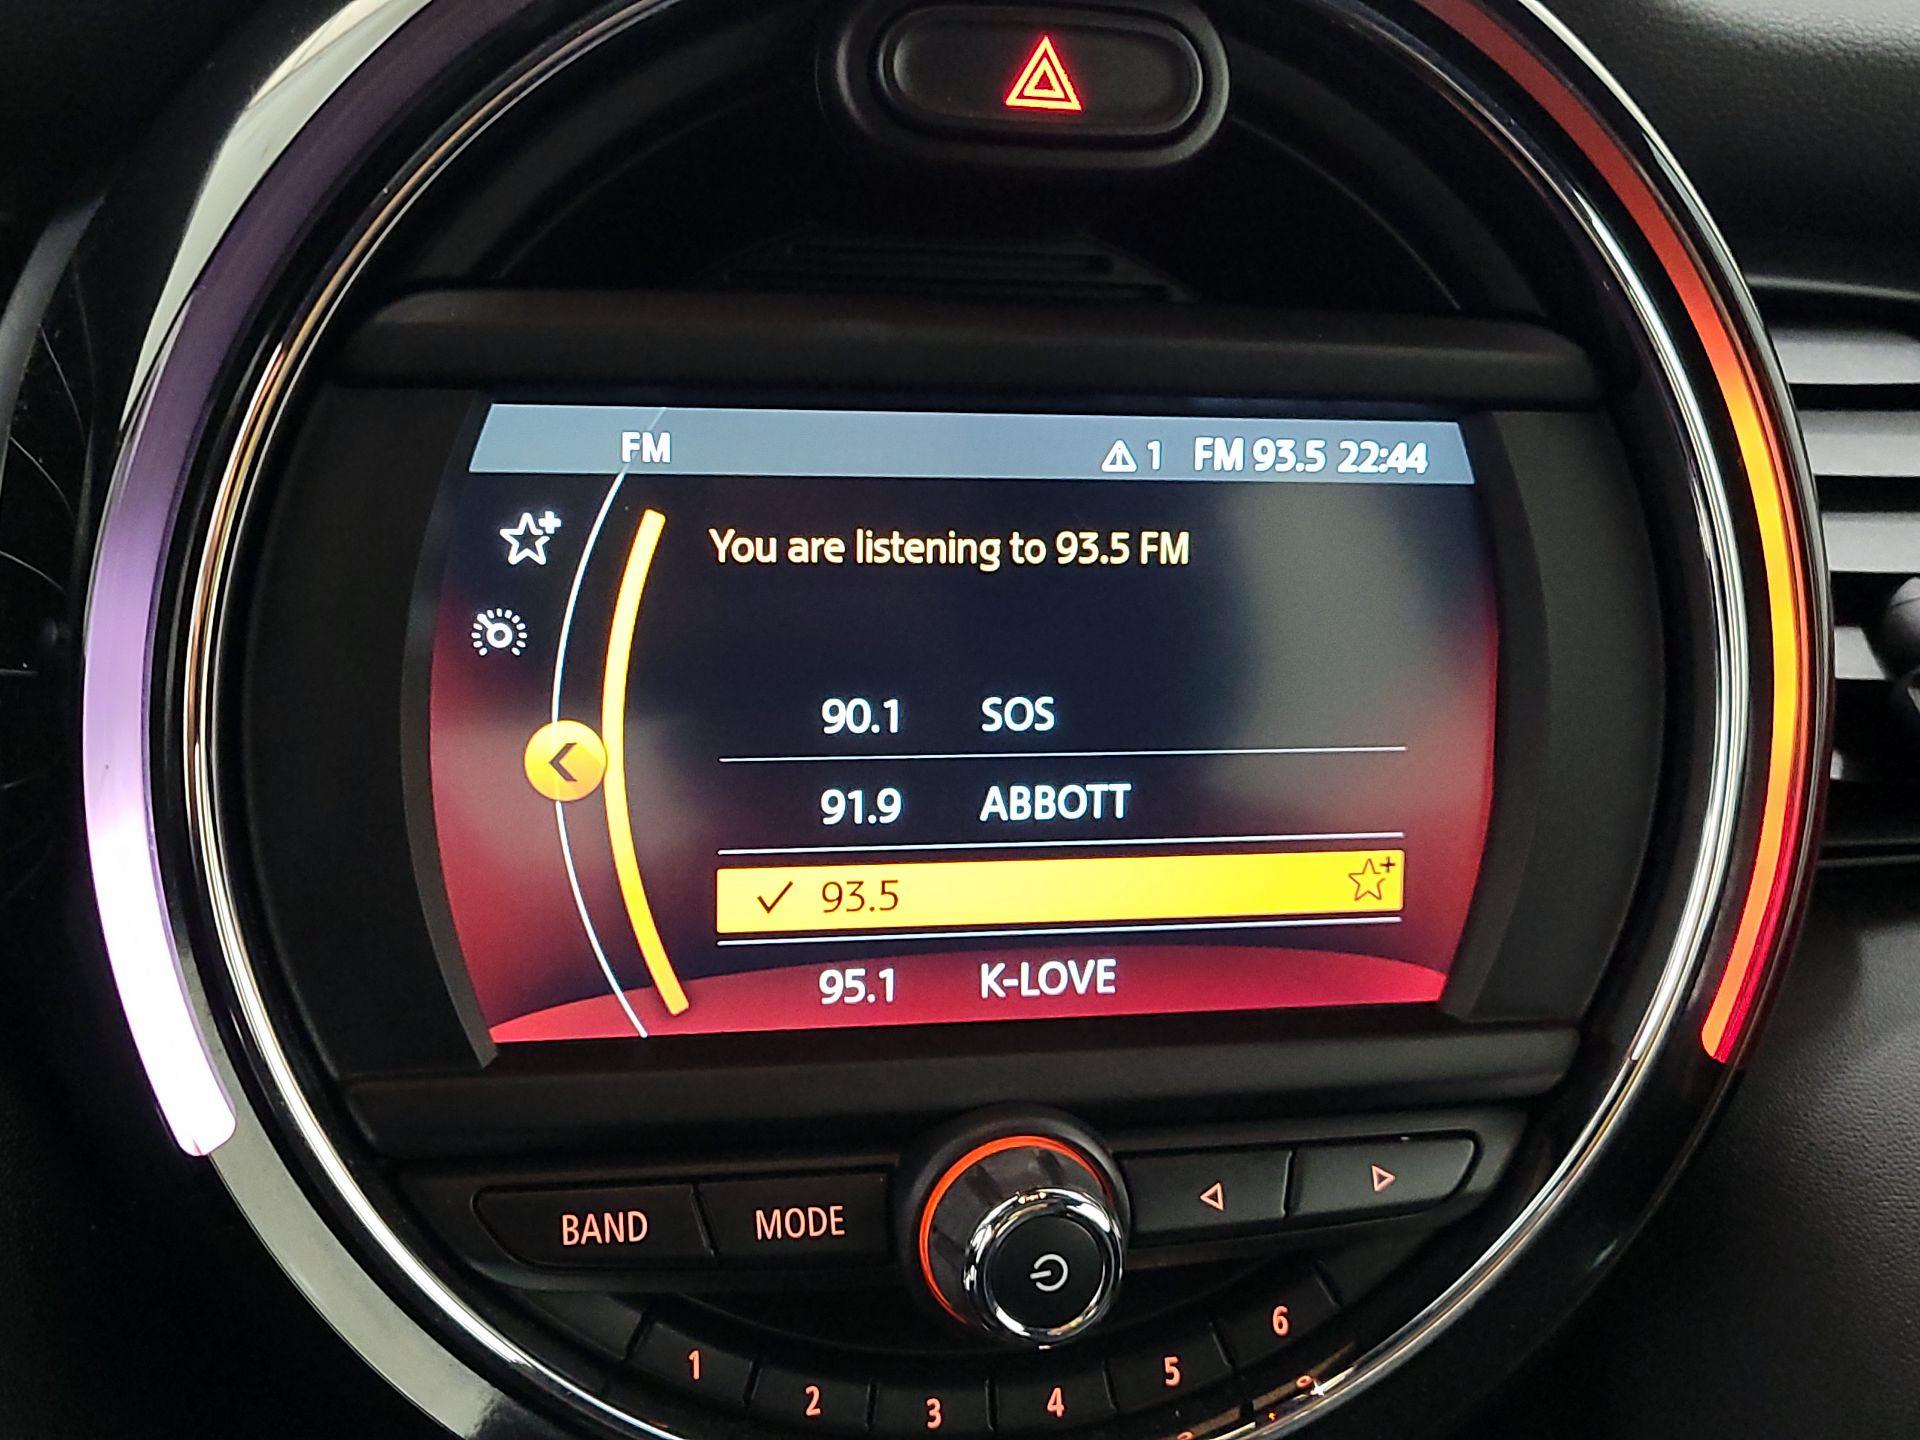 FM 1 FM 93.5 22:44
You are listening to 93.5 FM
90.1 SOS
91.9 ABBOTT
93.5
95.1 K-LOVE
BAND MODE
1 2 3 4 5 6